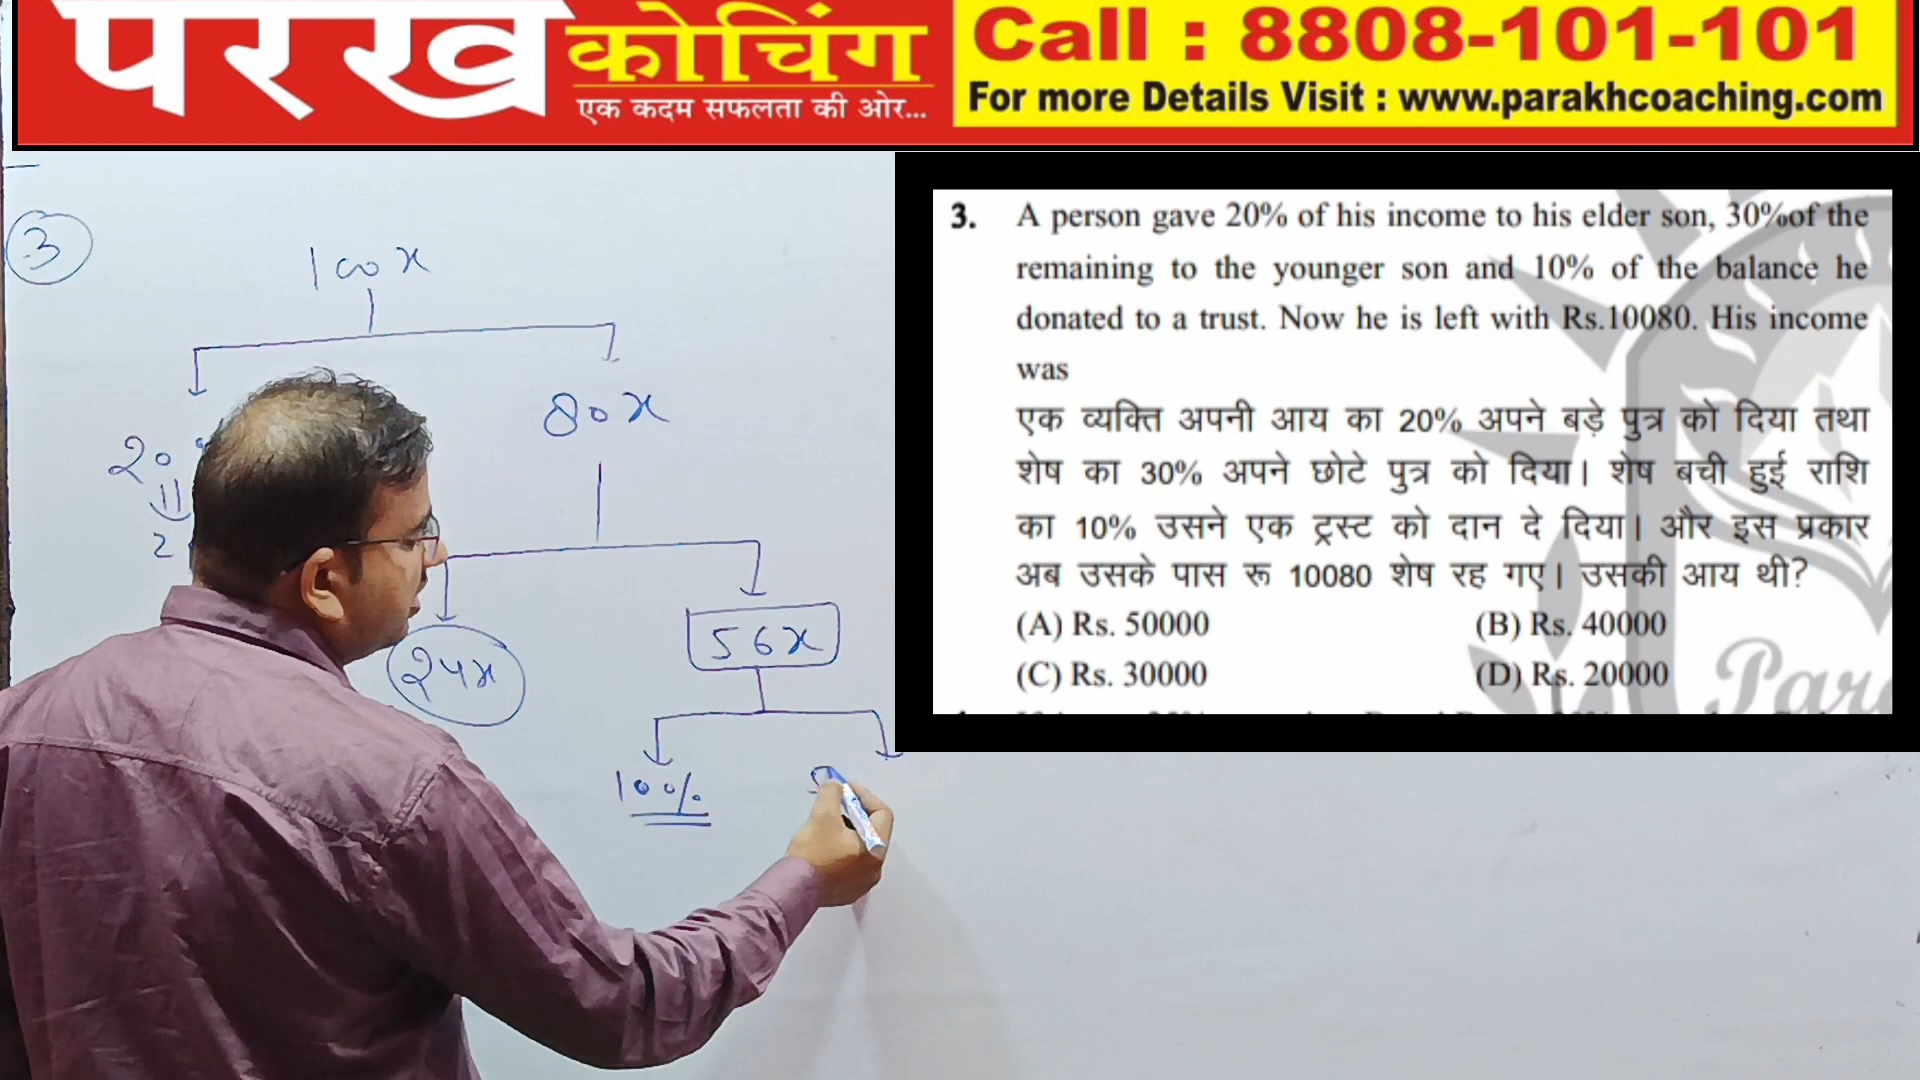 परख कोचिंग
एक कदम सफलता की ओर...
Call : 8808-101-101
For more Details Visit : www.parakhcoaching.com
3
100x
20
80x
2
24x
56x
10%
3. A person gave 20% of his income to his elder son, 30%of the
remaining to the younger son and 10% of the balance he
donated to a trust. Now he is left with Rs.10080. His income
was
एक व्यक्ति अपनी आय का 20% अपने बड़े पुत्र को दिया तथा
शेष का 30% अपने छोटे पुत्र को दिया। शेष बची हुई राशि
का 10% उसने एक ट्रस्ट को दान दे दिया। और इस प्रकार
अब उसके पास रू 10080 शेष रह गए। उसकी आय थी?
(A) Rs. 50000 (B) Rs. 40000
(C) Rs. 30000 (D) Rs. 20000